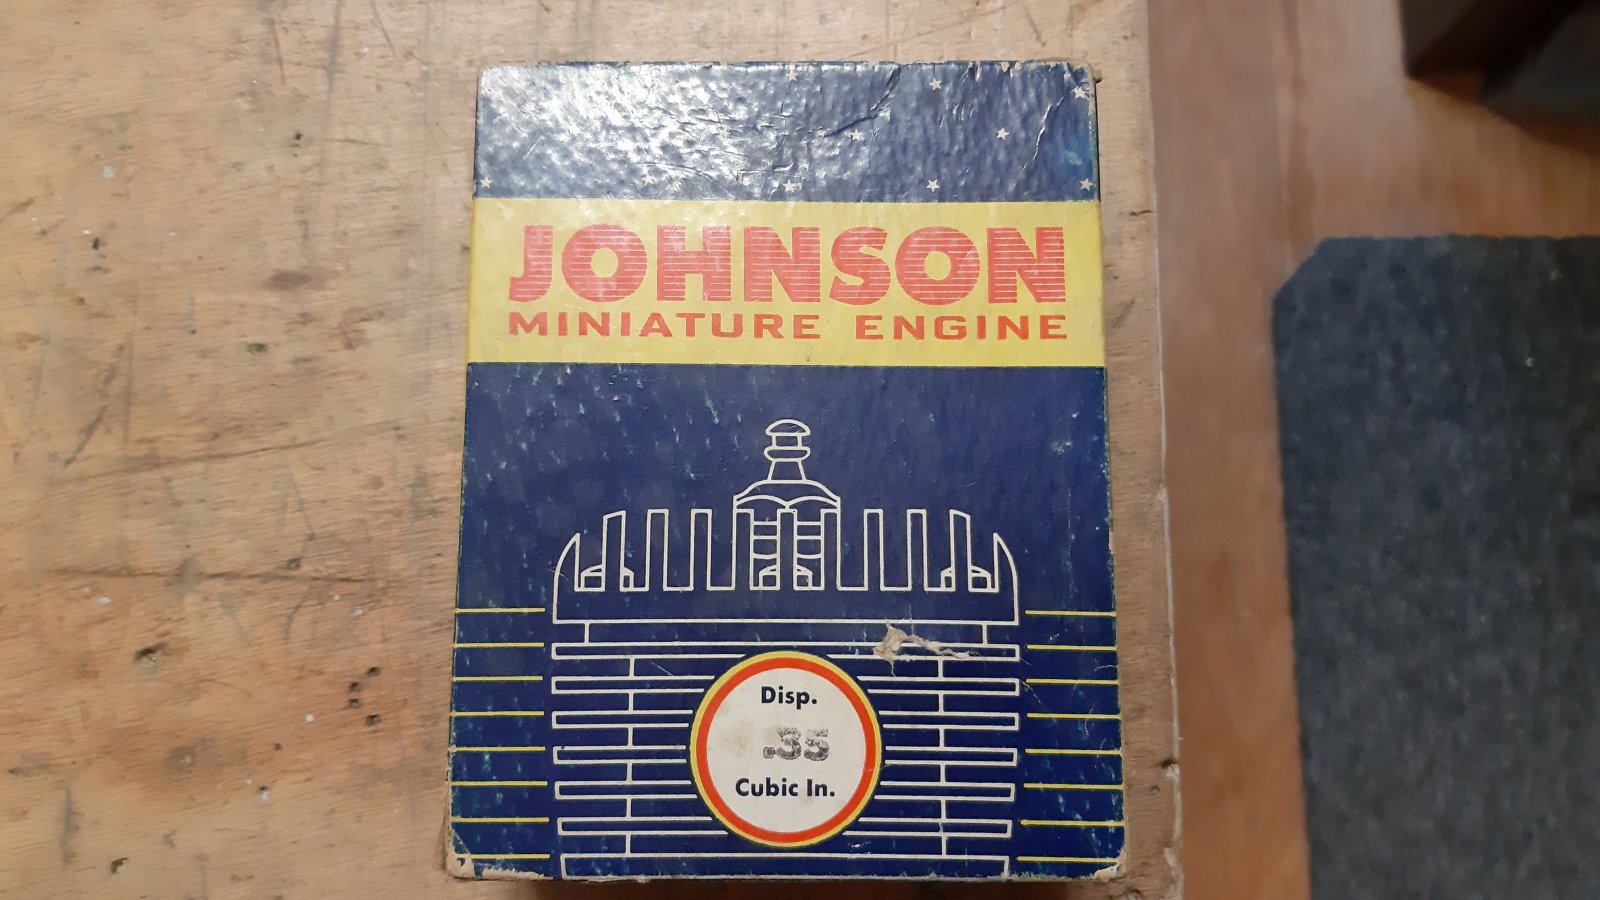 JOHNSON
MINIATURE ENGINE
Disp.
.35
Cubic In.